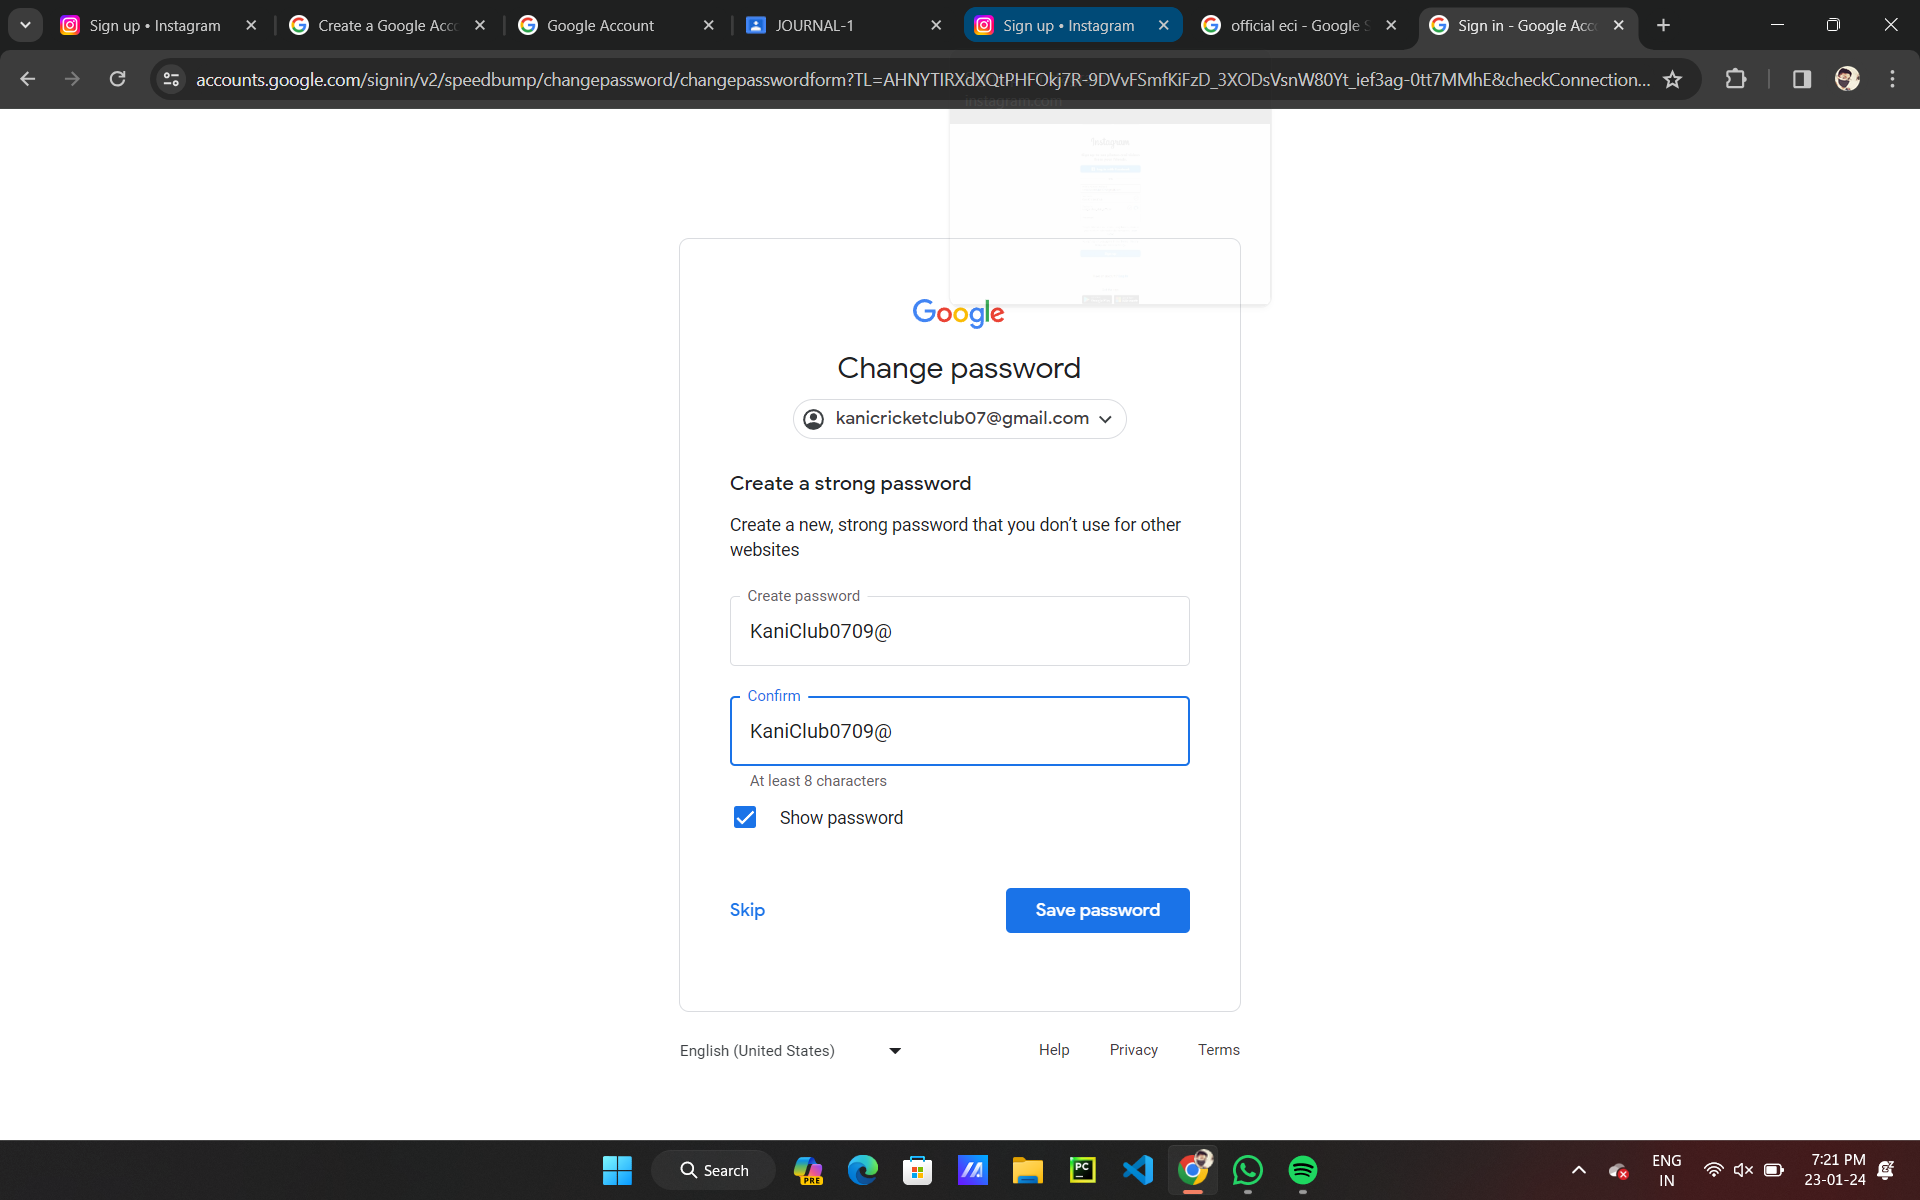 Sign up • Instagram
Create a Google Acc
Google Account
JOURNAL-1
Sign up • Instagram
official eci - Google S
Sign in - Google Acc
accounts.google.com/signin/v2/speedbump/changepassword/changepasswordform?TL=AHNYTIRXdXQtPHFOkj7R-9DVvFSmfKiFzD_3XODsVsnW80Yt_ief3ag-0tt7MMhE&checkConnection...
instagram.com
Instagram
Google
Change password
kanicricketclub07@gmail.com
Create a strong password
Create a new, strong password that you don’t use for other
websites
Create password
KaniClub0709@
Confirm
KaniClub0709@
At least 8 characters
Show password
Skip
Save password
English (United States)
Help
Privacy
Terms
Search
PRE
PC
ENG
IN
7:21 PM
23-01-24